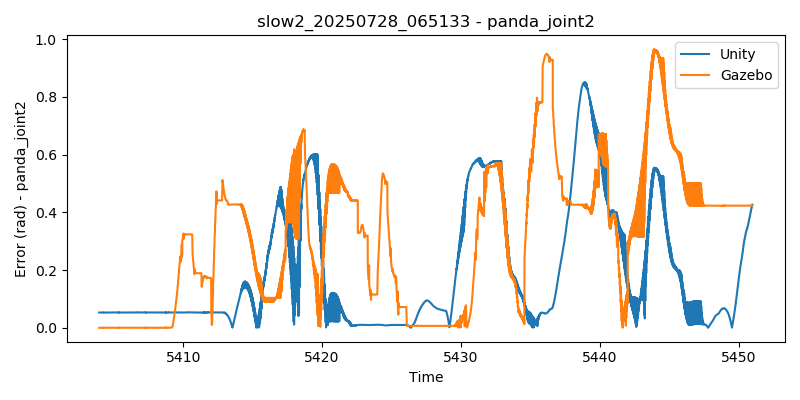 slow2_20250728_065133 - panda_joint2
Error (rad) - panda_joint2
1.0
0.8
0.6
0.4
0.2
0.0
Unity
Gazebo
5410
5420
5430
5440
5450
Time